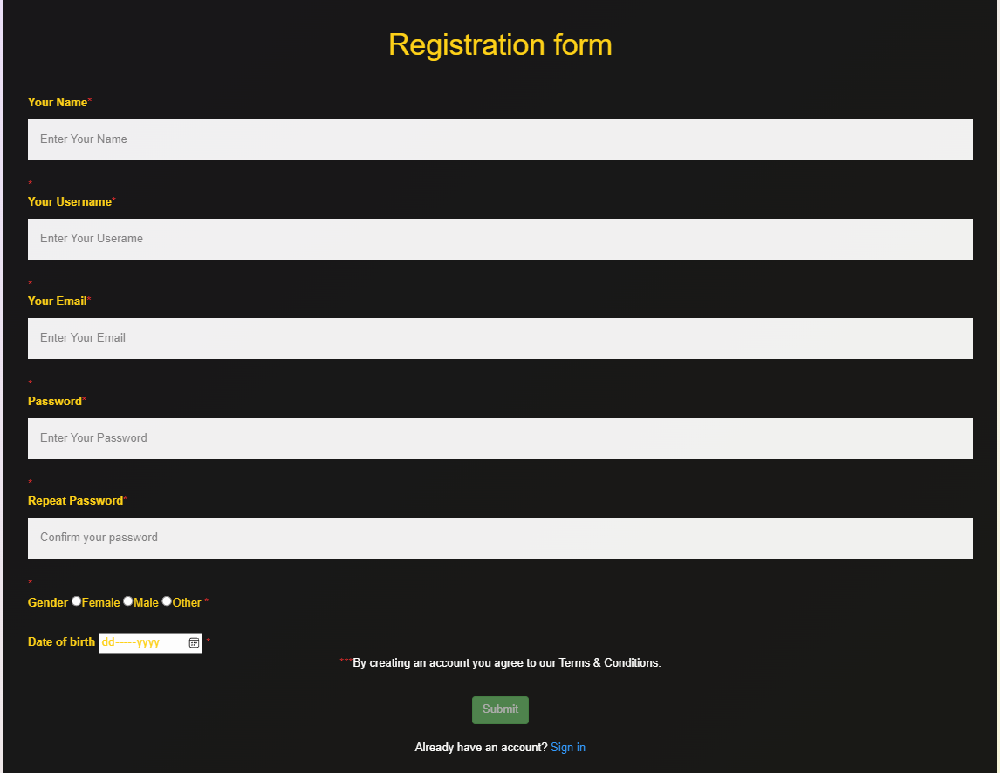 Registration form
Your Name*
Enter Your Name
*
Your Username*
Enter Your Userame
*
Your Email*
Enter Your Email
*
Password*
Enter Your Password
*
Repeat Password*
Confirm your password
*
Gender Female Male Other *
Date of birth dd-----yyyy *
***By creating an account you agree to our Terms & Conditions.
Submit
Already have an account? Sign in